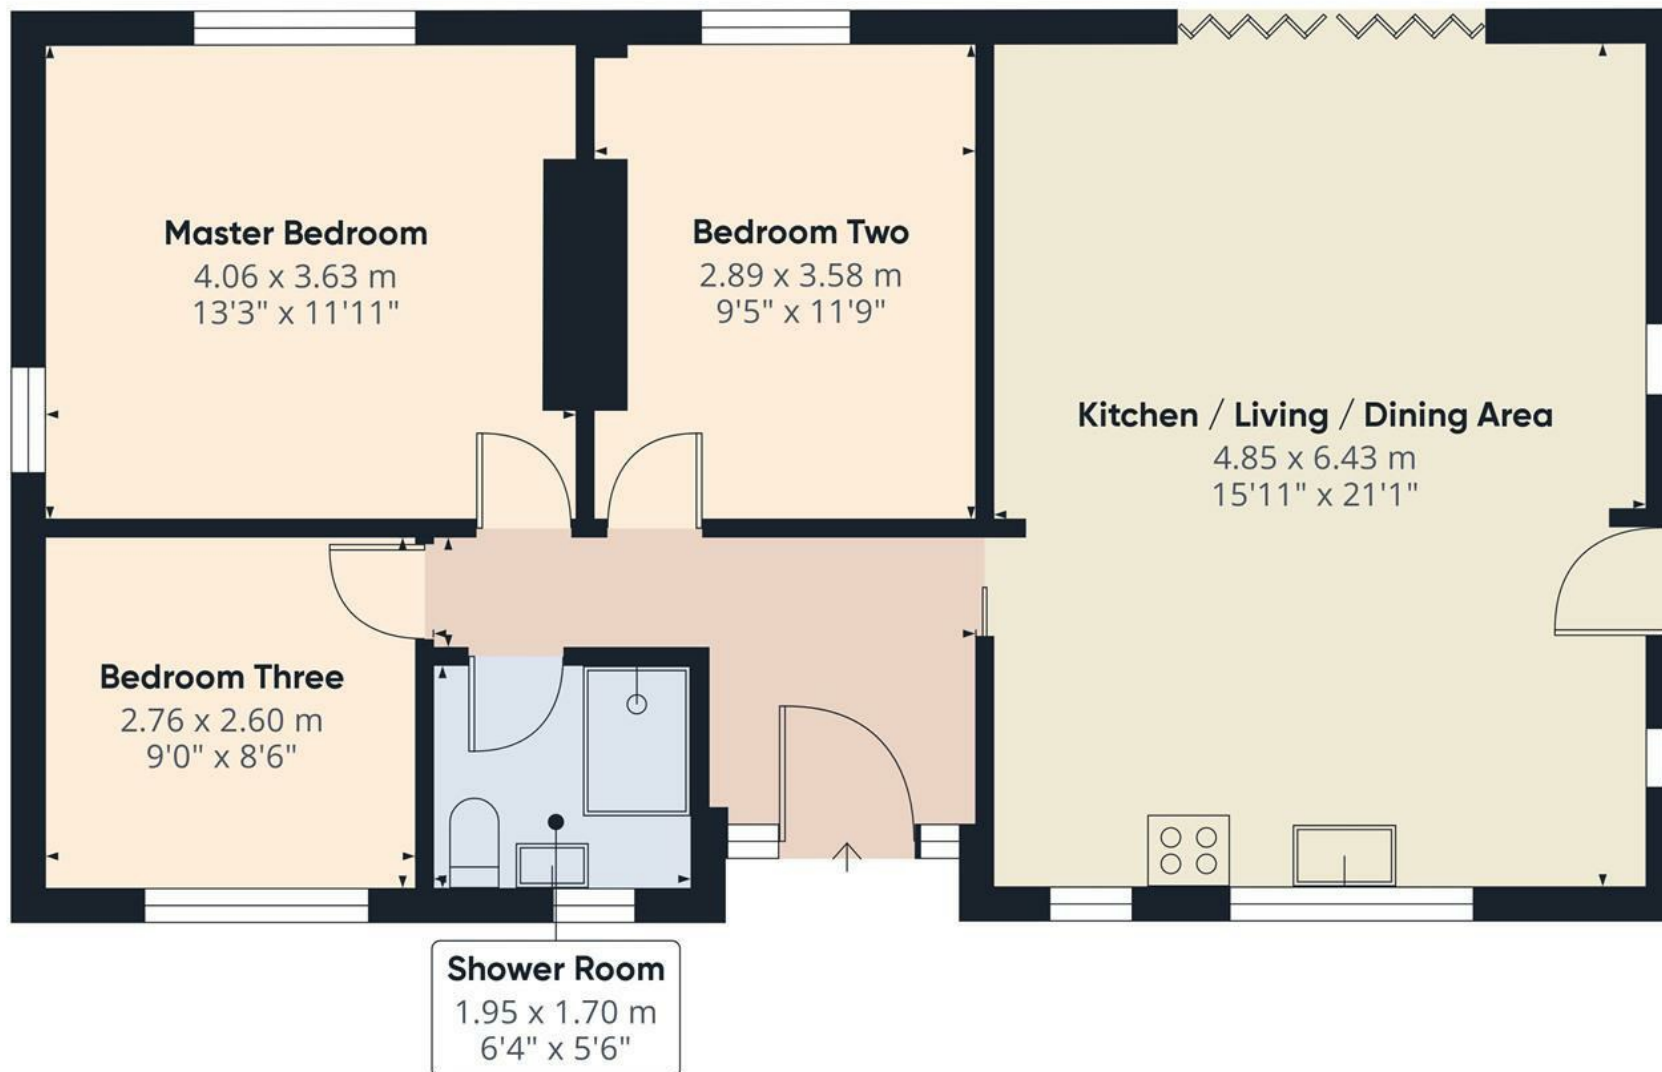 Master Bedroom
4.06 x 3.63 m
13'3" x 11'11"
Bedroom Two
2.89 x 3.58 m
9'5" x 11'9"
Kitchen / Living / Dining Area
4.85 x 6.43 m
15'11" x 21'1"
Bedroom Three
2.76 x 2.60 m
9'0" x 8'6"
Shower Room
1.95 x 1.70 m
6'4" x 5'6"